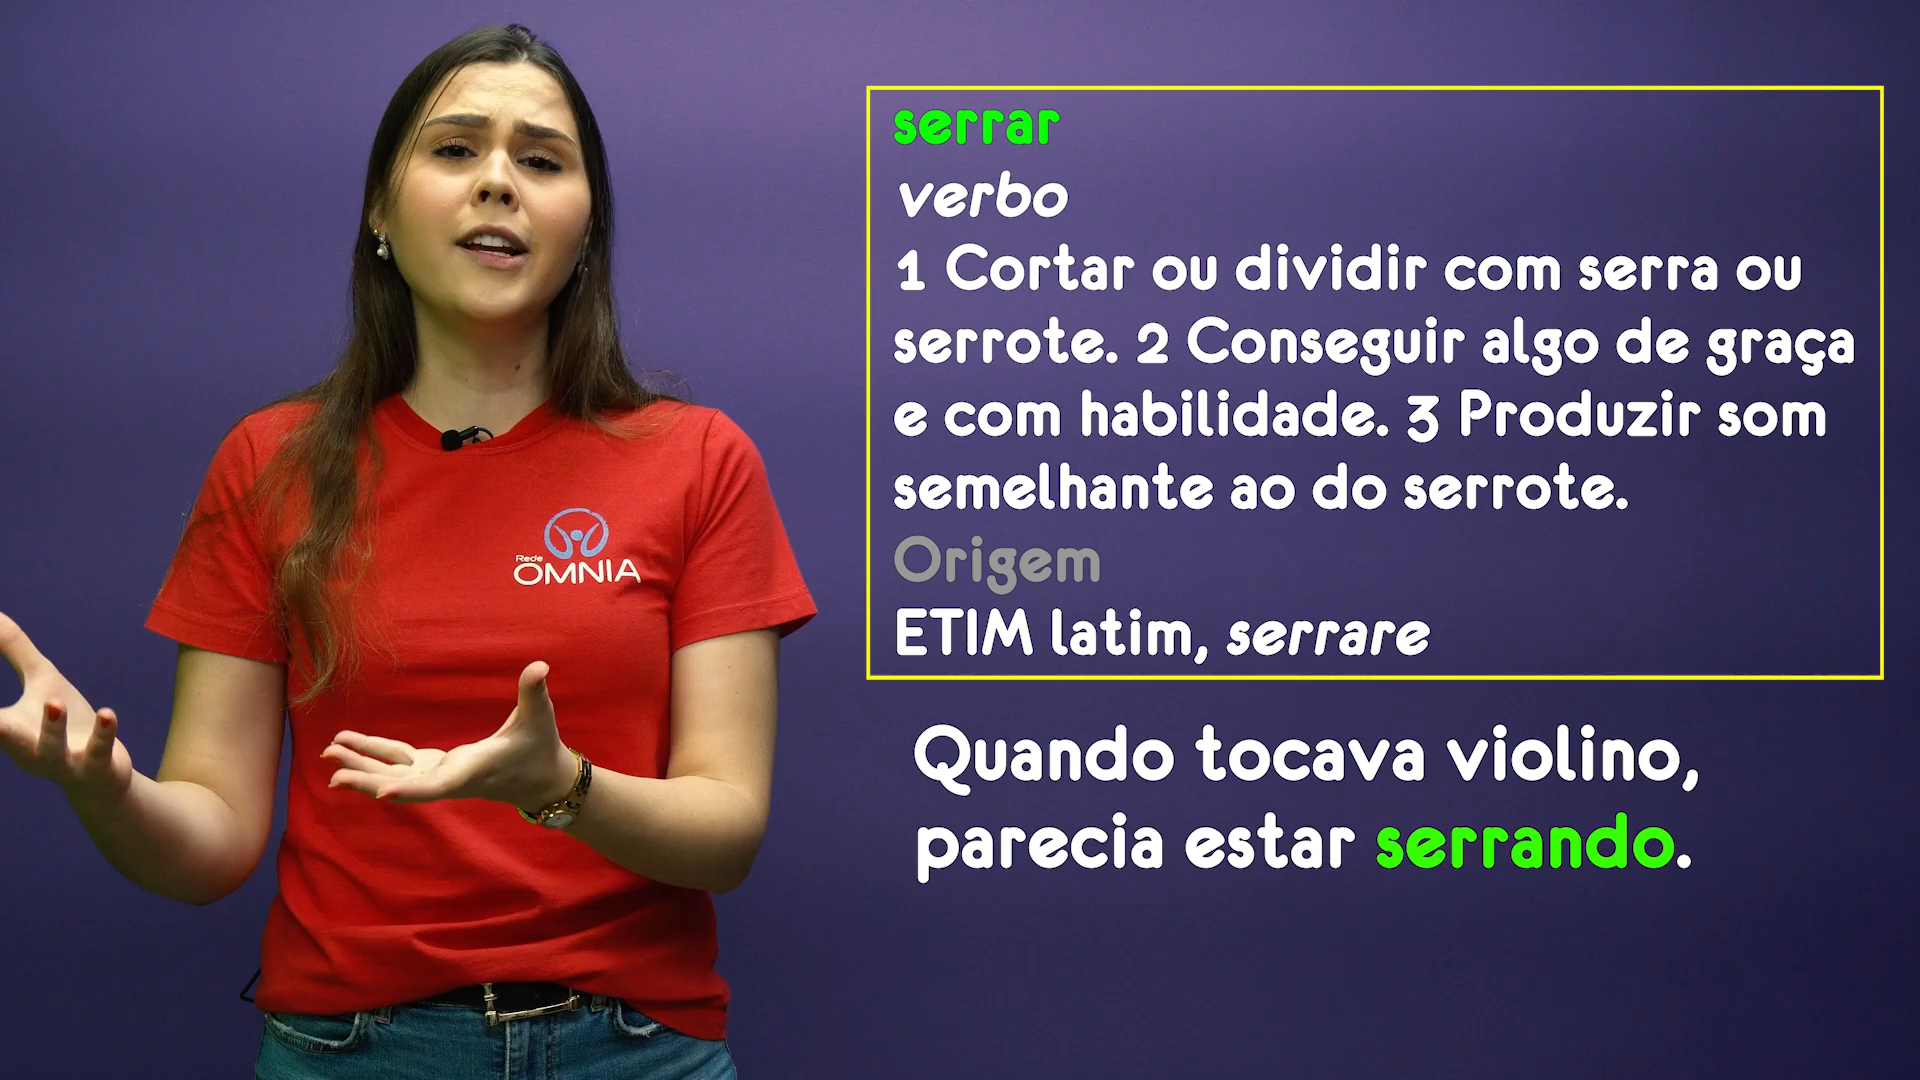 serrar
verbo
1 Cortar ou dividir com serra ou
serrote. 2 Conseguir algo de graça
e com habilidade. 3 Produzir som
semelhante ao do serrote.
Origem
ETIM latim, serrare
Quando tocava violino,
parecia estar serrando.
Rede
OMNIA